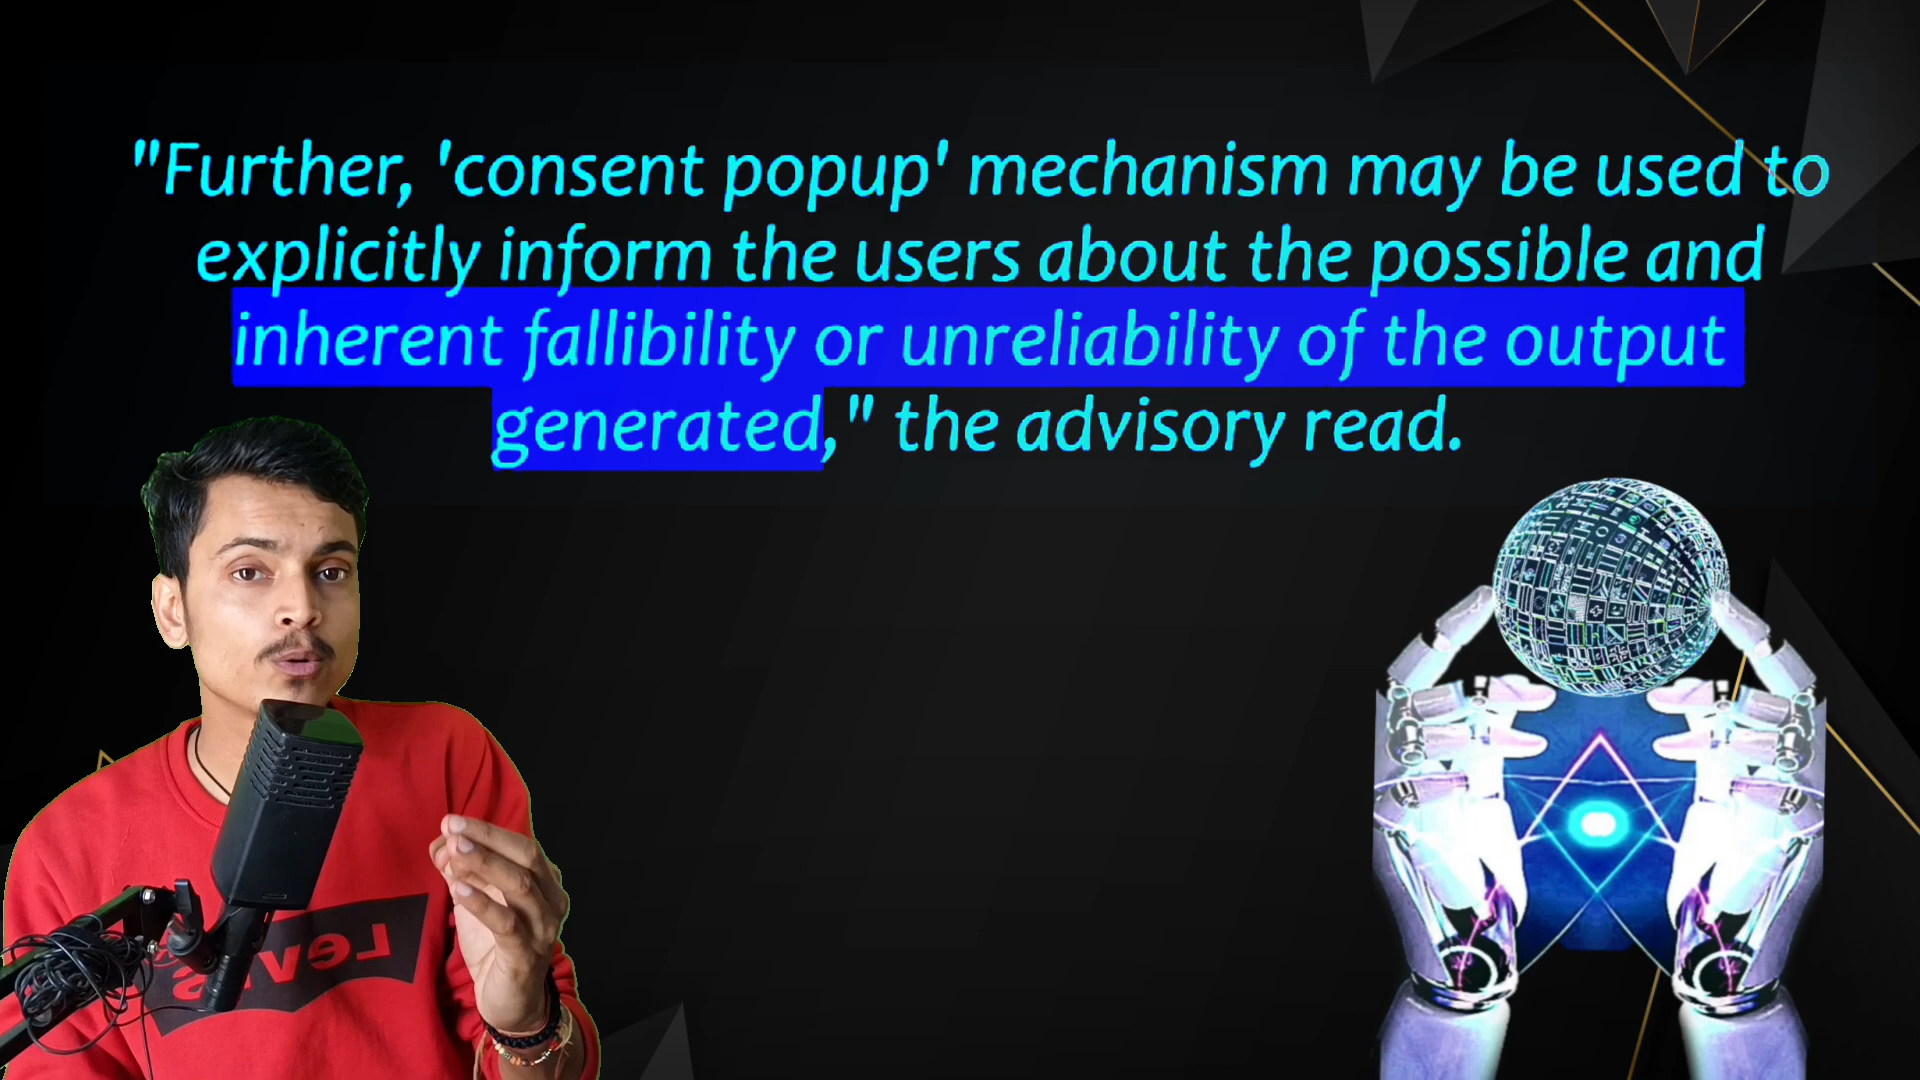 "Further, 'consent popup' mechanism may be used to
explicitly inform the users about the possible and
inherent fallibility or unreliability of the output
generated," the advisory read.
Levi's